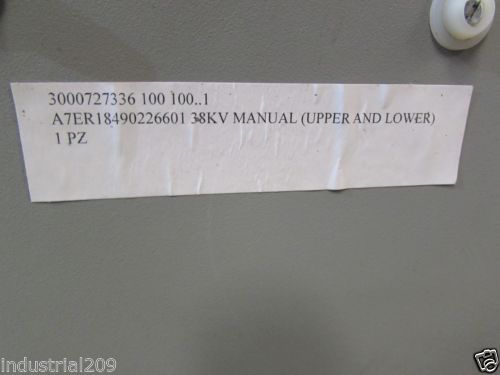 3000727336 100 100..1
A7ER18490226601 38KV MANUAL (UPPER AND LOWER)
1 PZ
industrial209